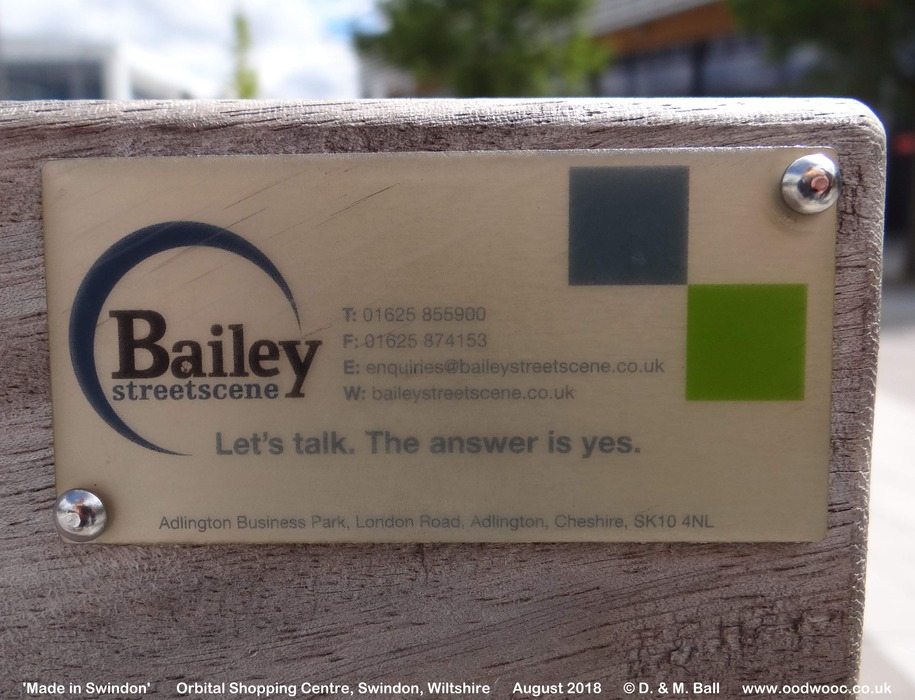 Bailey
streetscene
T: 01625 855900
F: 01625 874153
E: enquiries@baileystreetscene.co.uk
W: baileystreetscene.co.uk
Let's talk. The answer is yes.
Adlington Business Park, London Road, Adlington, Cheshire, SK10 4NL
'Made in Swindon' Orbital Shopping Centre, Swindon, Wiltshire August 2018 © D. & M. Ball www.oodwooc.co.uk